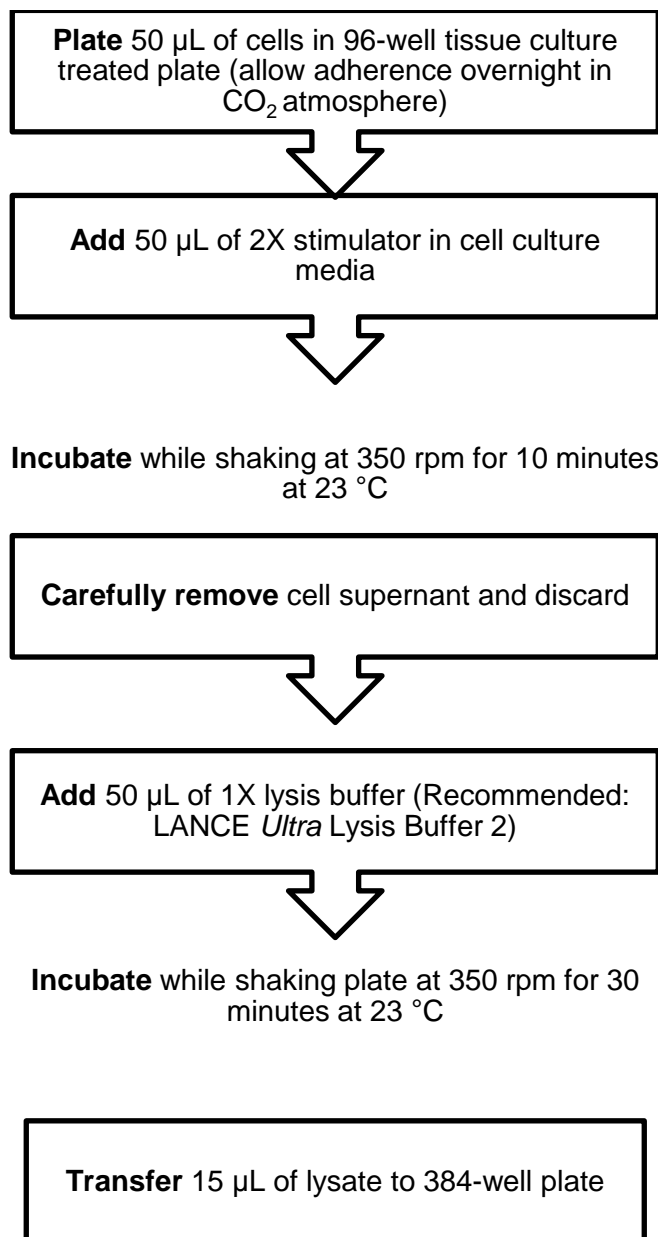 Plate 50 µL of cells in 96-well tissue culture
treated plate (allow adherence overnight in
CO₂ atmosphere)
Add 50 µL of 2X stimulator in cell culture
media
Incubate while shaking at 350 rpm for 10 minutes
at 23 °C
Carefully remove cell supernant and discard
Add 50 µL of 1X lysis buffer (Recommended:
LANCE Ultra Lysis Buffer 2)
Incubate while shaking plate at 350 rpm for 30
minutes at 23 °C
Transfer 15 µL of lysate to 384-well plate